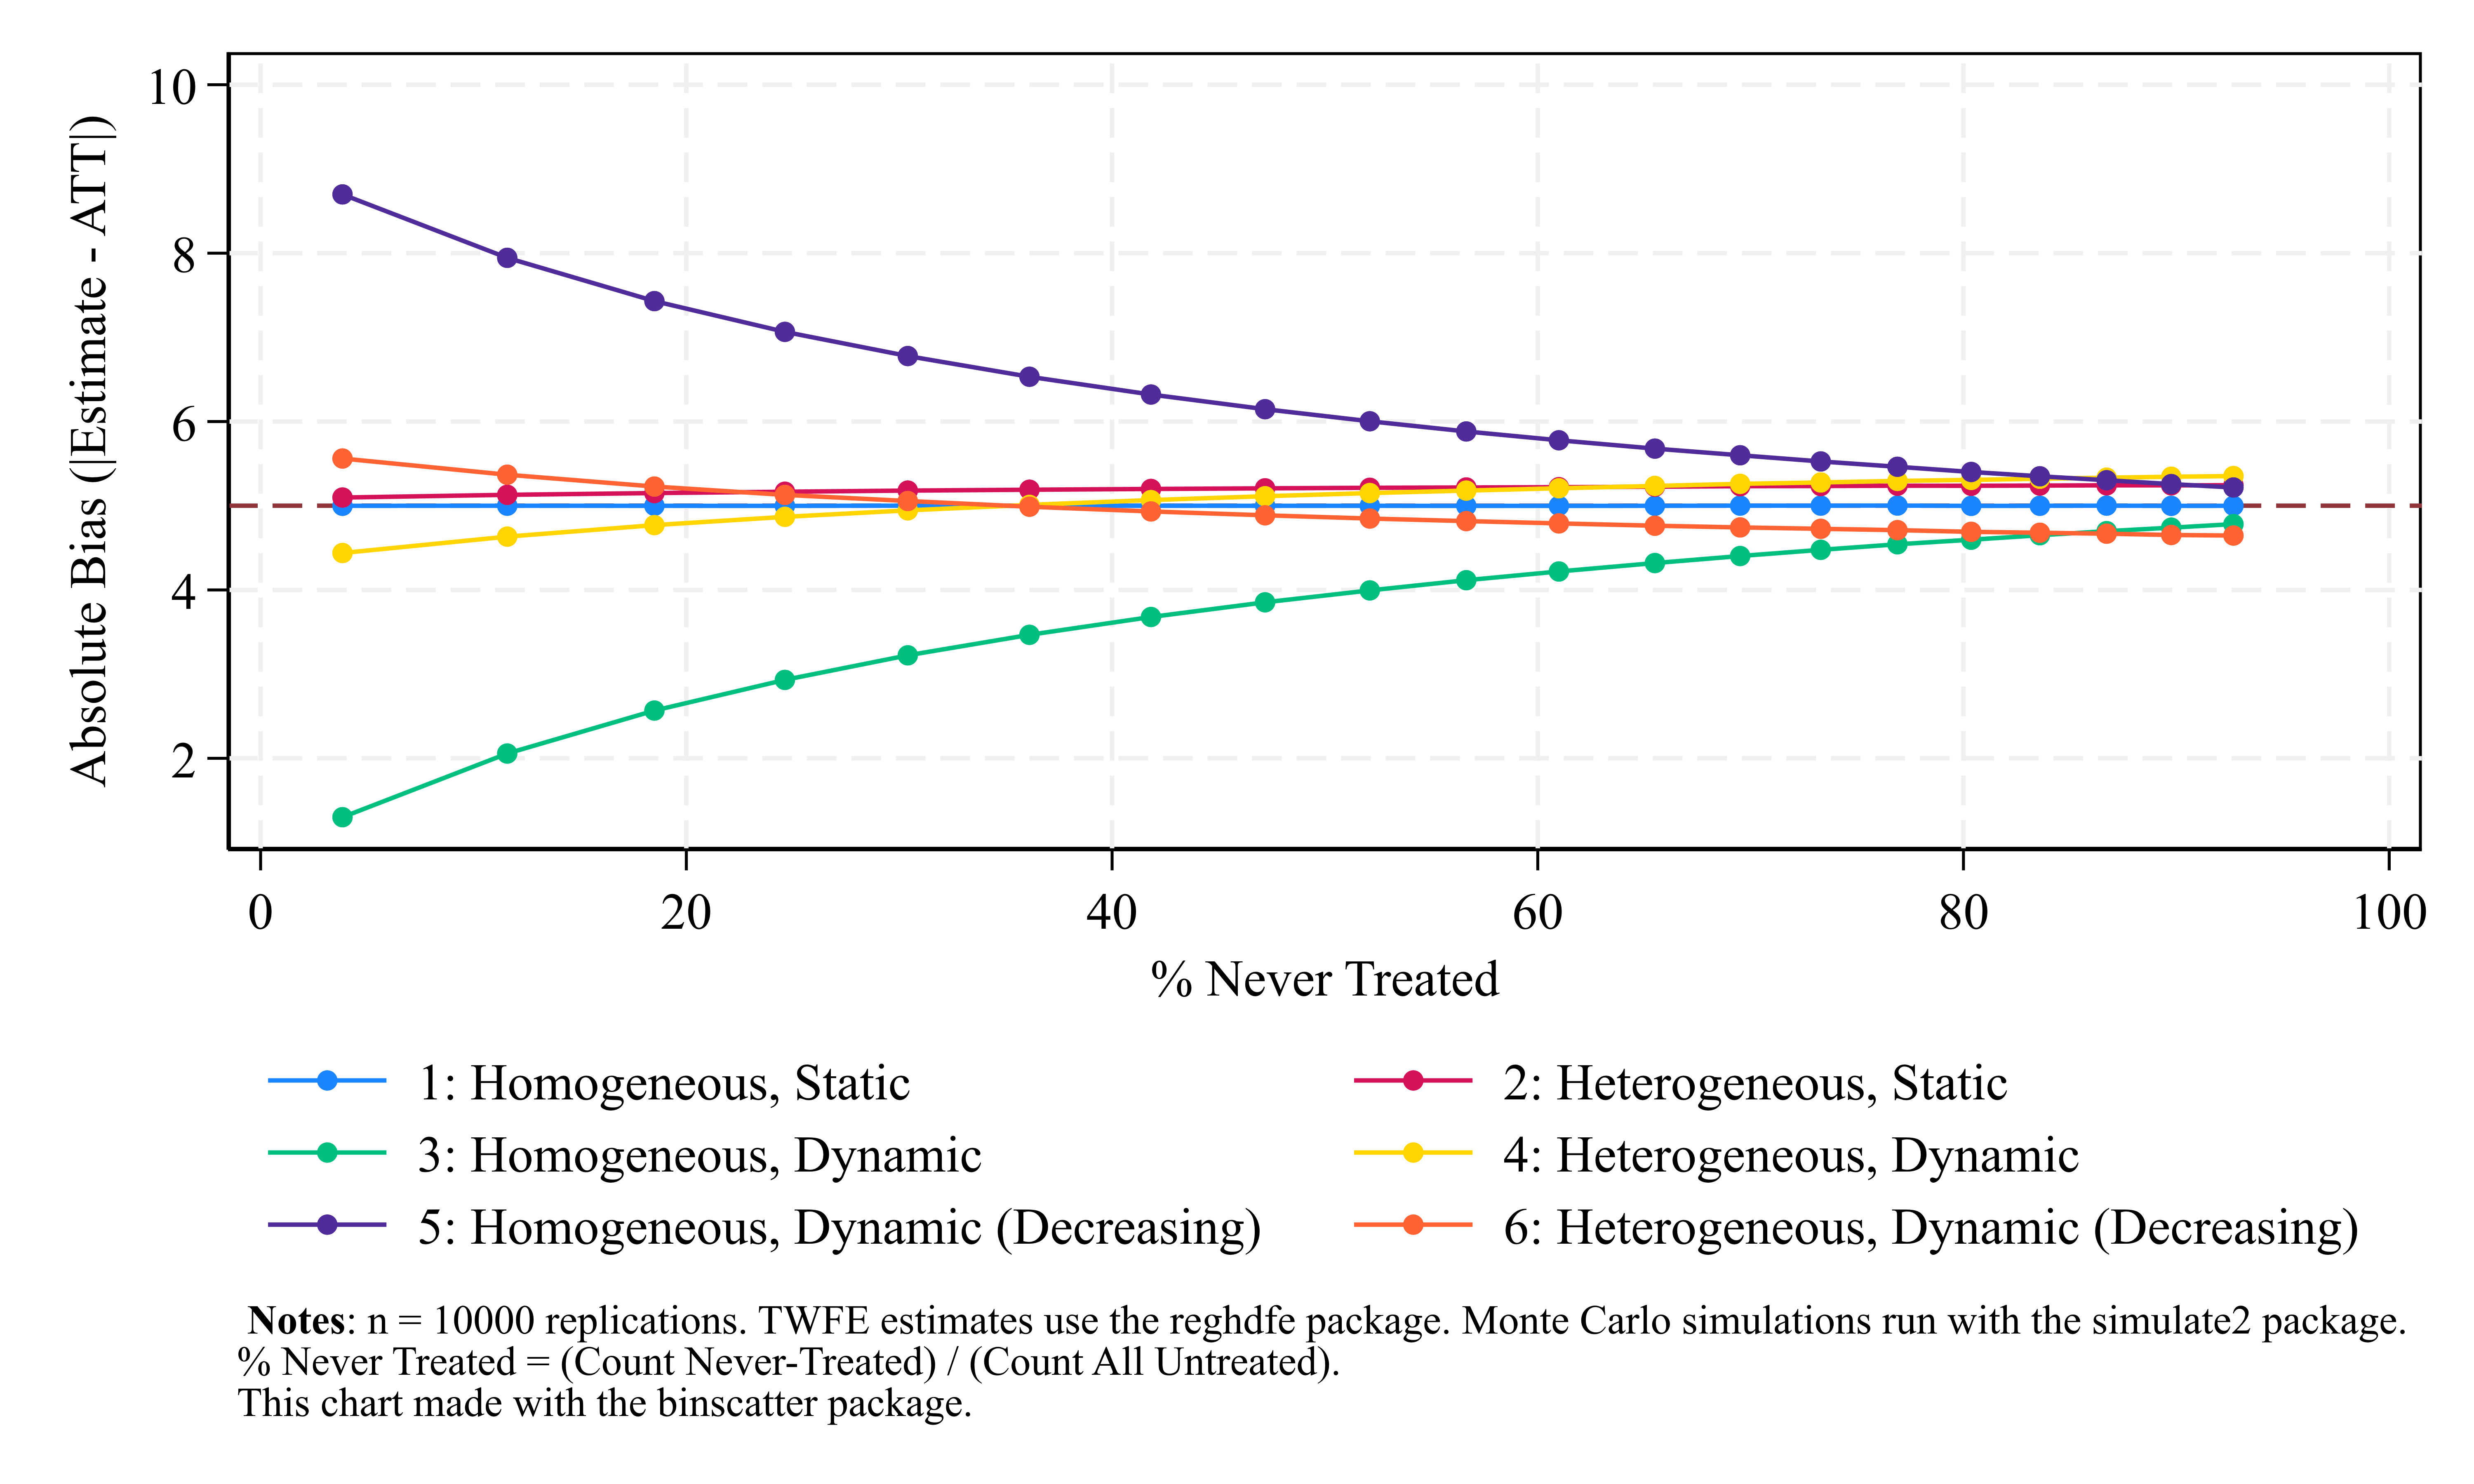 Absolute Bias (|Estimate - ATT|)
10
8
6
4
2
0 20 40 60 80 100
% Never Treated
1: Homogeneous, Static
2: Heterogeneous, Static
3: Homogeneous, Dynamic
4: Heterogeneous, Dynamic
5: Homogeneous, Dynamic (Decreasing)
6: Heterogeneous, Dynamic (Decreasing)
Notes: n = 10000 replications. TWFE estimates use the reghdfe package. Monte Carlo simulations run with the simulate2 package.
% Never Treated = (Count Never-Treated) / (Count All Untreated).
This chart made with the binscatter package.